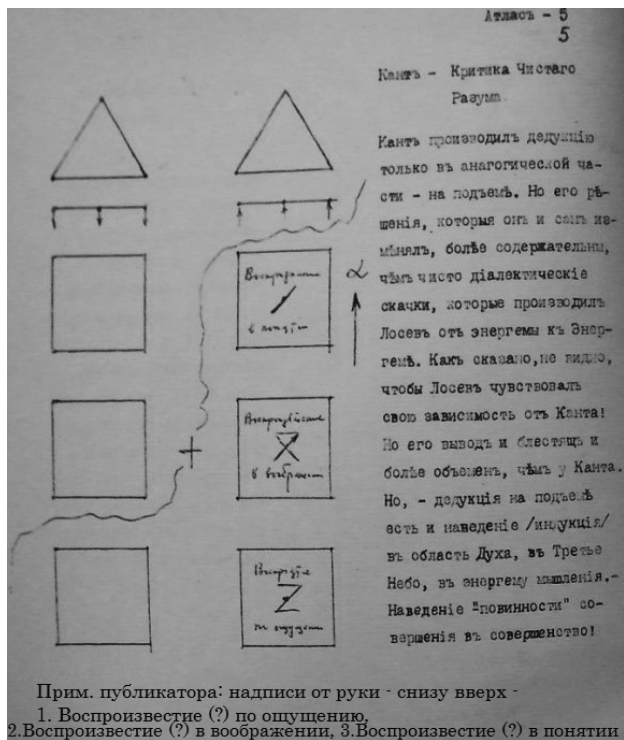 Атласъ - 5
5
Кантъ - Критика Чистаго
Разума.
Кантъ производилъ дедукцію
только въ анагогической ча-
сти - на подъемѣ. Но его рѣ-
шенія, которыя онъ и самъ из-
мѣнялъ, болѣе содержательны,
чѣмъ чисто діалектическіе
скачки, которые производилъ
Лосевъ отъ энергемы къ Энер-
гемѣ. Какъ сказано, не видно,
чтобы Лосевъ чувствовалъ
свою зависимость отъ Канта!
Но его выводъ и блестящъ и
болѣе объеменъ, чѣмъ у Канта.
Но, - дедукція на подъемѣ
есть и наведеніе /индукція/
въ область Духа, въ Третье
Небо, въ энергему мышленія.-
Наведеніе "повинности" со-
вершенія въ совершенство!
α
в
в
по
Прим. публикатора: надписи от руки - снизу вверх -
1. Воспроизвестие (?) по ощущению,
2.Воспроизвестие (?) в воображении, 3.Воспроизвестие (?) в понятии